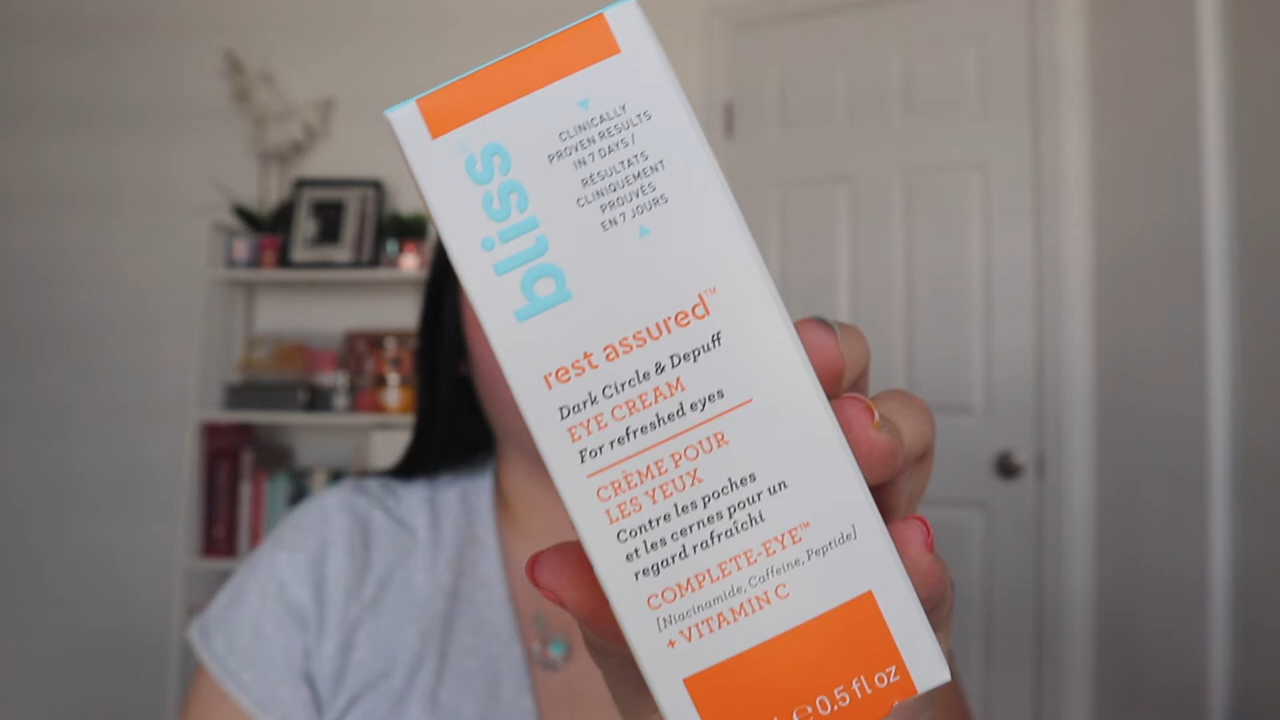 bliss
CLINICALLY
PROVEN RESULTS
IN 7 DAYS /
RÉSULTATS
CLINIQUEMENT
PROUVÉS
EN 7 JOURS
rest assured™
Dark Circle & Depuff
EYE CREAM
For refreshed eyes
CRÈME POUR
LES YEUX
Contre les poches
et les cernes pour un
regard rafraîchi
COMPLETE-EYE™
[Niacinamide, Caffeine, Peptide]
+ VITAMIN C
℮ 0.5 fl oz